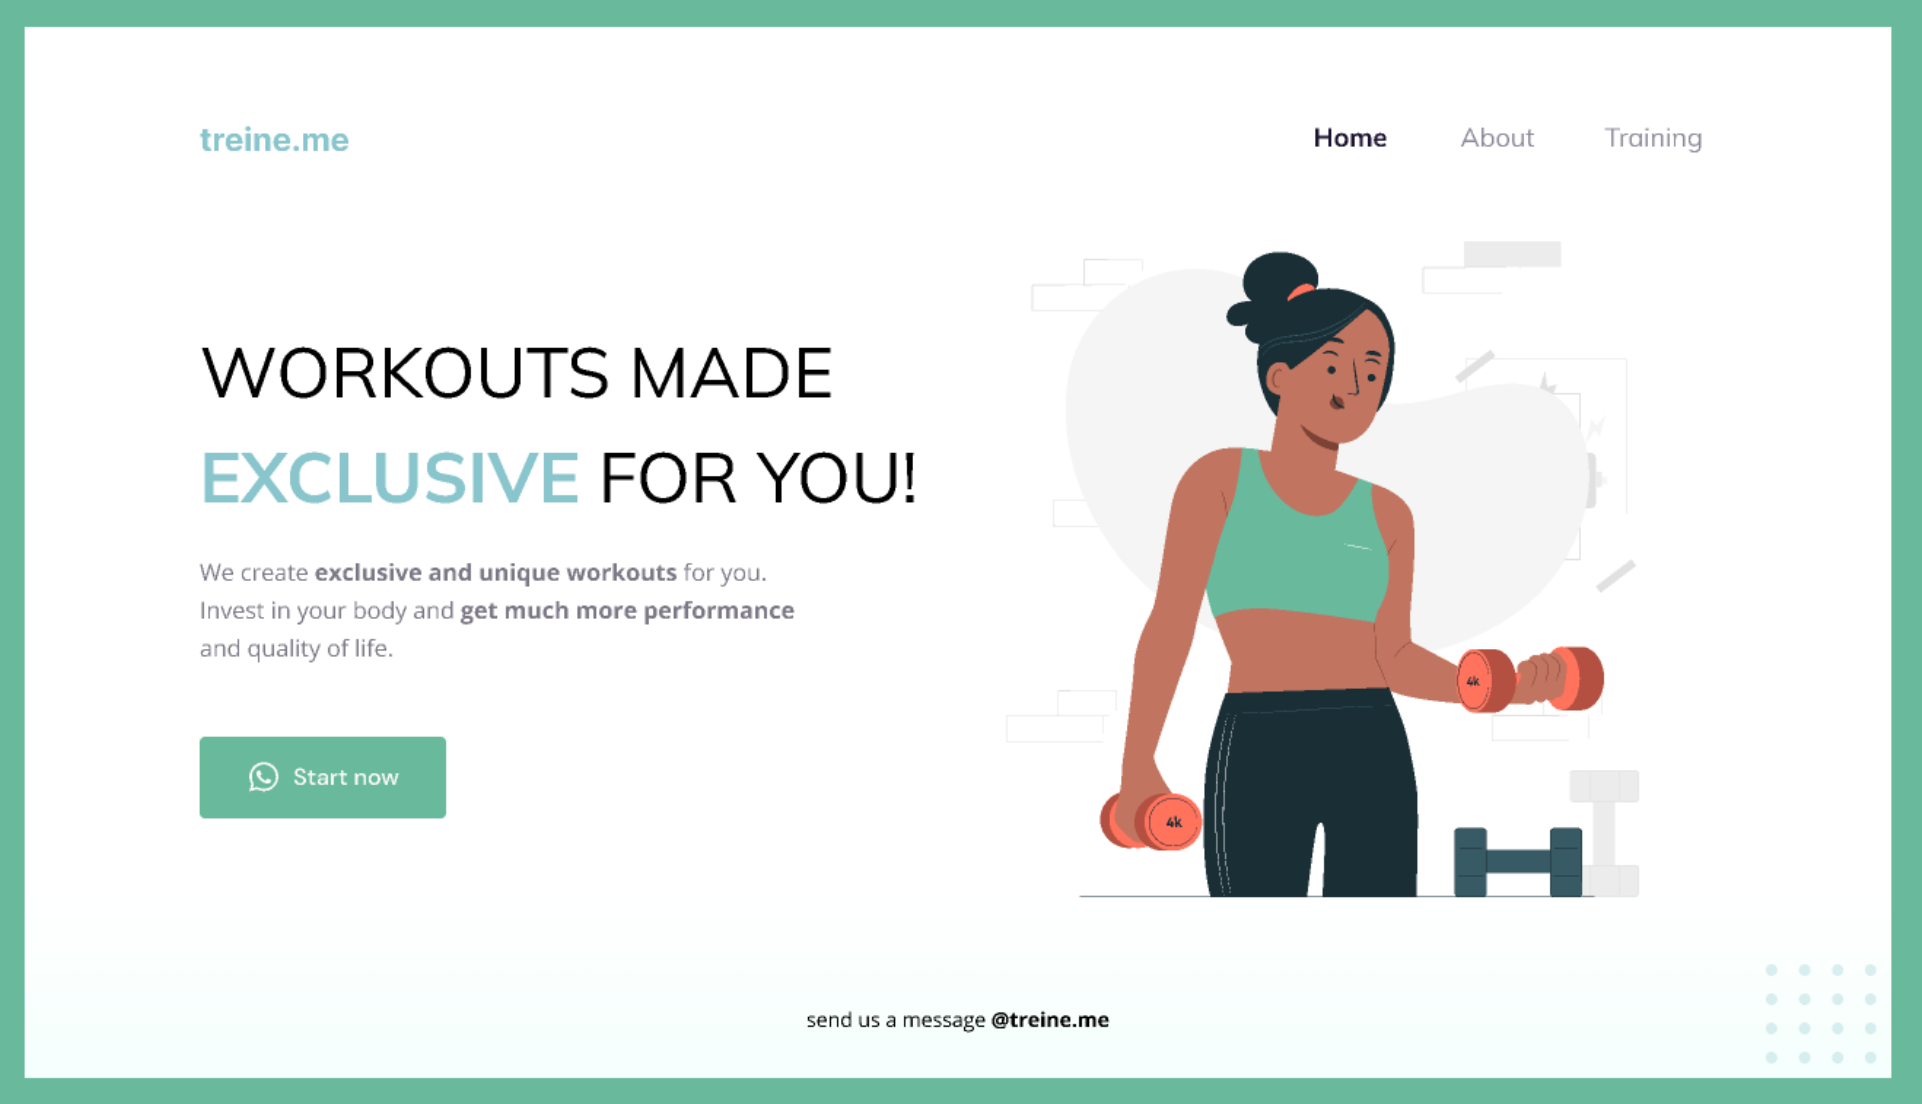 treine.me
Home About Training
WORKOUTS MADE
EXCLUSIVE FOR YOU!
We create exclusive and unique workouts for you.
Invest in your body and get much more performance
and quality of life.
Start now
4k
4k
send us a message @treine.me